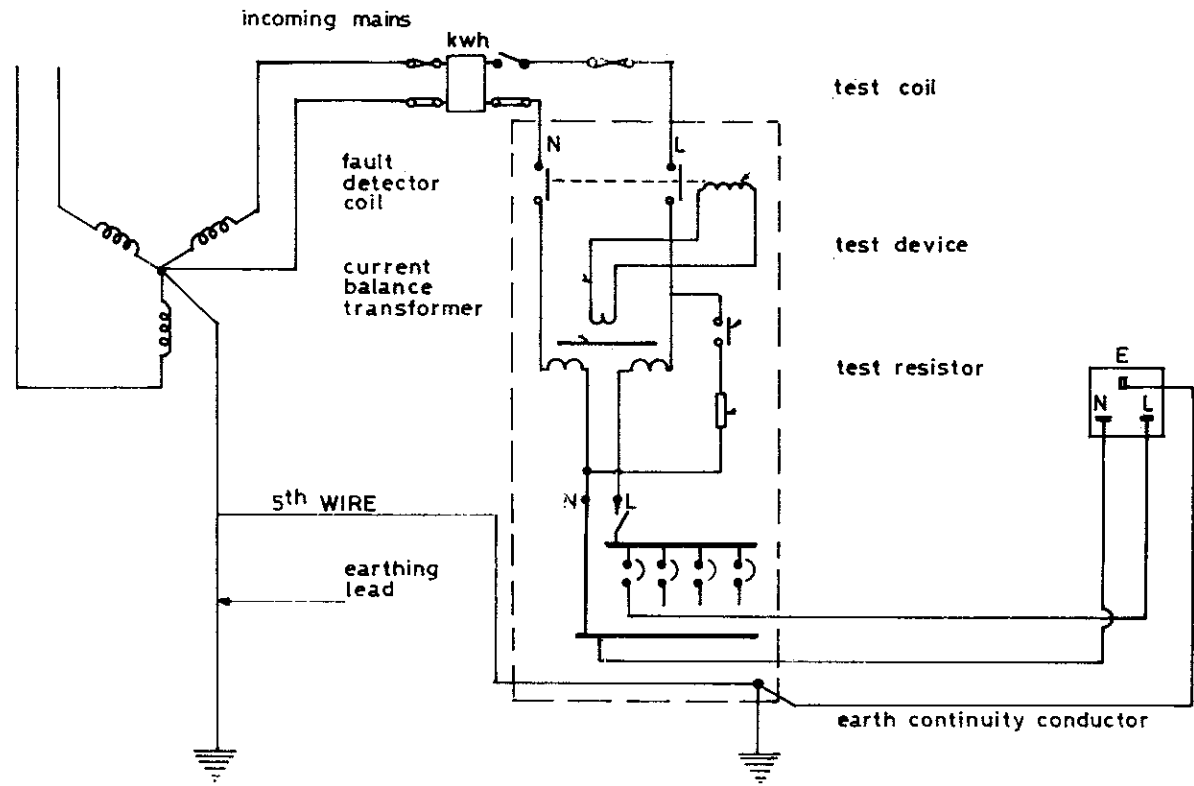 incoming mains
kwh
test coil
N
L
fault
detector
coil
test device
current
balance
transformer
test resistor
E
N
L
N
L
5th WIRE
earthing
lead
earth continuity conductor